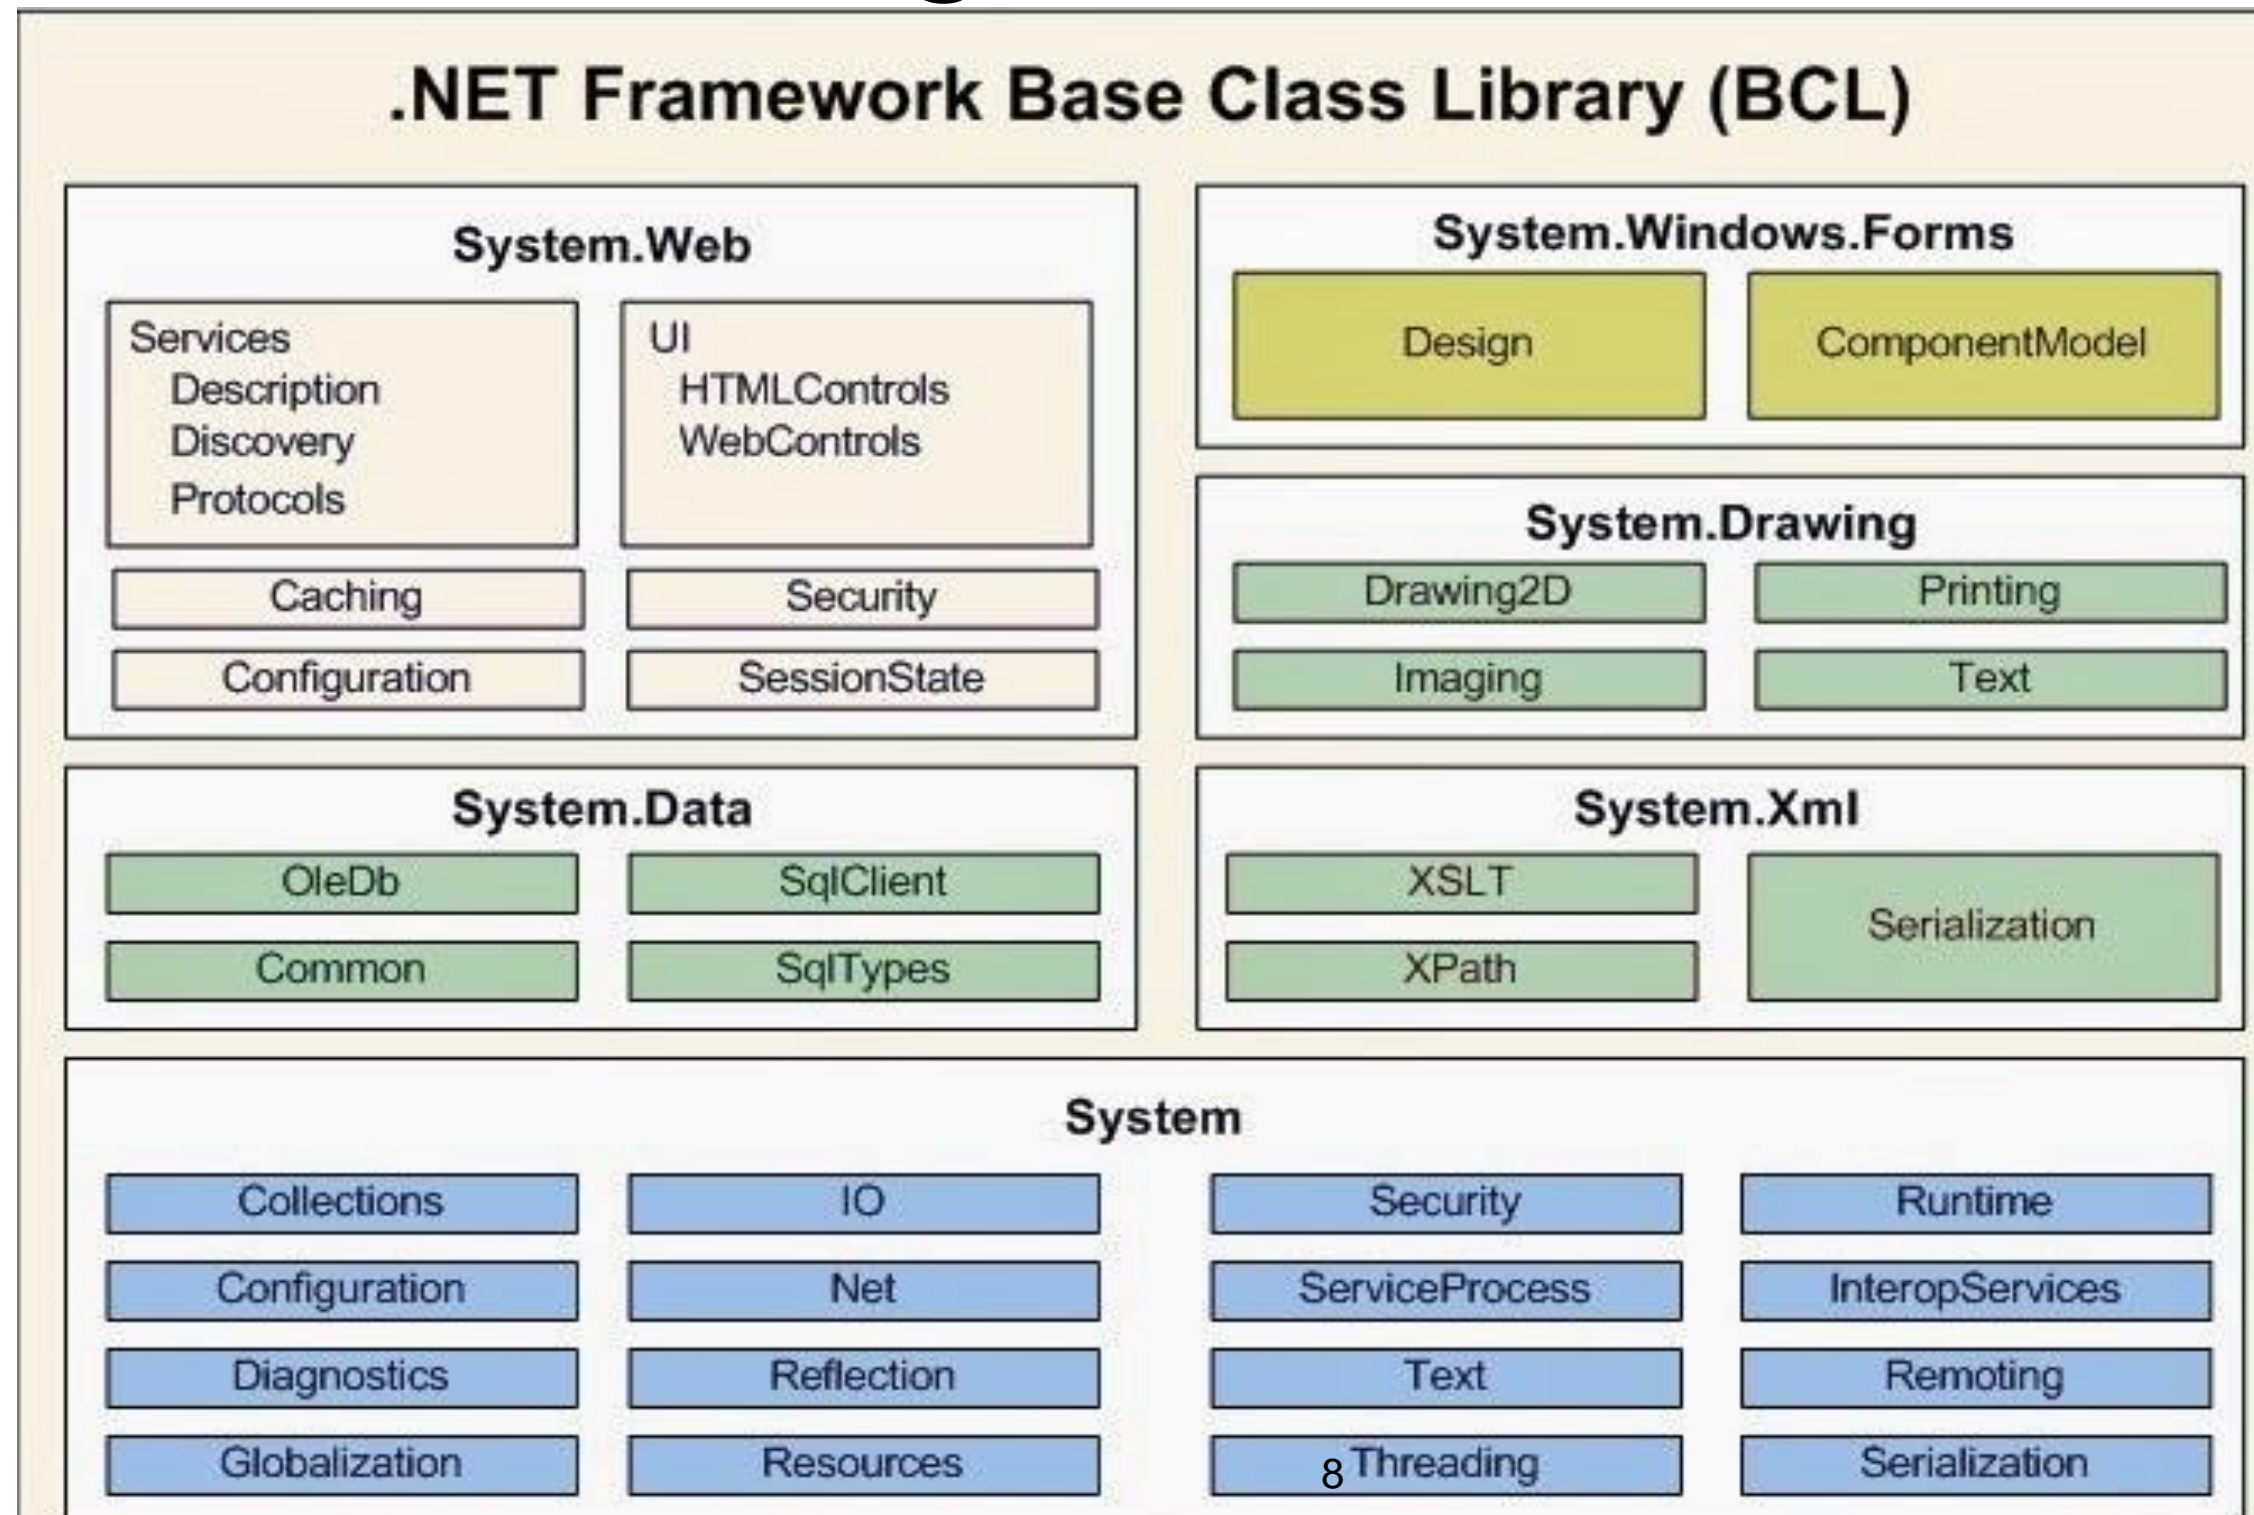 .NET Framework Base Class Library (BCL)
System.Web
Services
Description
Discovery
Protocols
UI
HTMLControls
WebControls
Caching
Security
Configuration
SessionState
System.Windows.Forms
Design
ComponentModel
System.Drawing
Drawing2D
Printing
Imaging
Text
System.Data
OleDb
SqlClient
Common
SqlTypes
System.Xml
XSLT
XPath
Serialization
System
Collections
IO
Security
Runtime
Configuration
Net
ServiceProcess
InteropServices
Diagnostics
Reflection
Text
Remoting
Globalization
Resources
Threading
Serialization
8